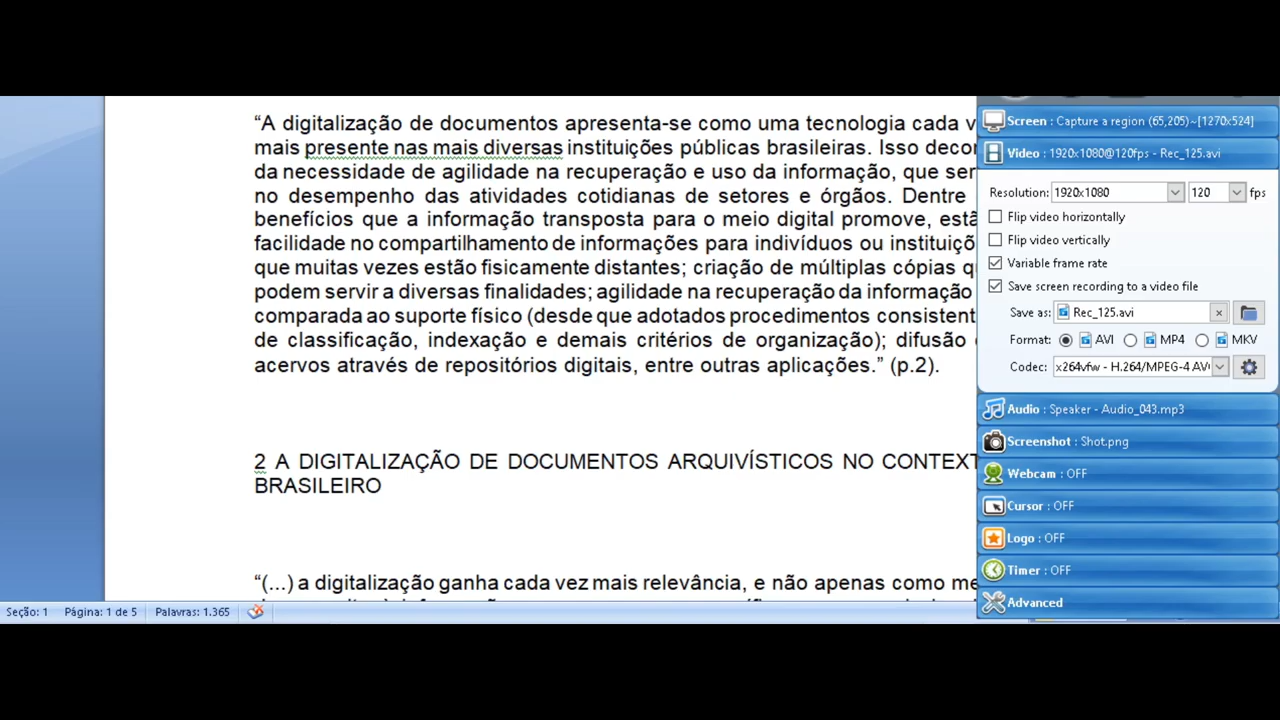 “A digitalização de documentos apresenta-se como uma tecnologia cada
mais presente nas mais diversas instituições públicas brasileiras. Isso
da necessidade de agilidade na recuperação e uso da informação, que
no desempenho das atividades cotidianas de setores e órgãos. Dentre
benefícios que a informação transposta para o meio digital promove,
facilidade no compartilhamento de informações para indivíduos ou
que muitas vezes estão fisicamente distantes; criação de múltiplas cópias
podem servir a diversas finalidades; agilidade na recuperação da informação
comparada ao suporte físico (desde que adotados procedimentos
de classificação, indexação e demais critérios de organização); difusão
acervos através de repositórios digitais, entre outras aplicações.” (p.2).
2 A DIGITALIZAÇÃO DE DOCUMENTOS ARQUIVÍSTICOS NO
BRASILEIRO
“(...) a digitalização ganha cada vez mais relevância, e não apenas como
Seção: 1 Página: 1 de 5 Palavras: 1.365
Screen : Capture a region (65,205)~[1270x524]
Video : 1920x1080@120fps - Rec_125.avi
Resolution: 1920x1080 120 fps
Flip video horizontally
Flip video vertically
Variable frame rate
Save screen recording to a video file
Save as: Rec_125.avi
Format: AVI MP4 MKV
Codec: x264vfw - H.264/MPEG-4
Audio : Speaker - Audio_043.mp3
Screenshot : Shot.png
Webcam : OFF
Cursor : OFF
Logo : OFF
Timer : OFF
Advanced